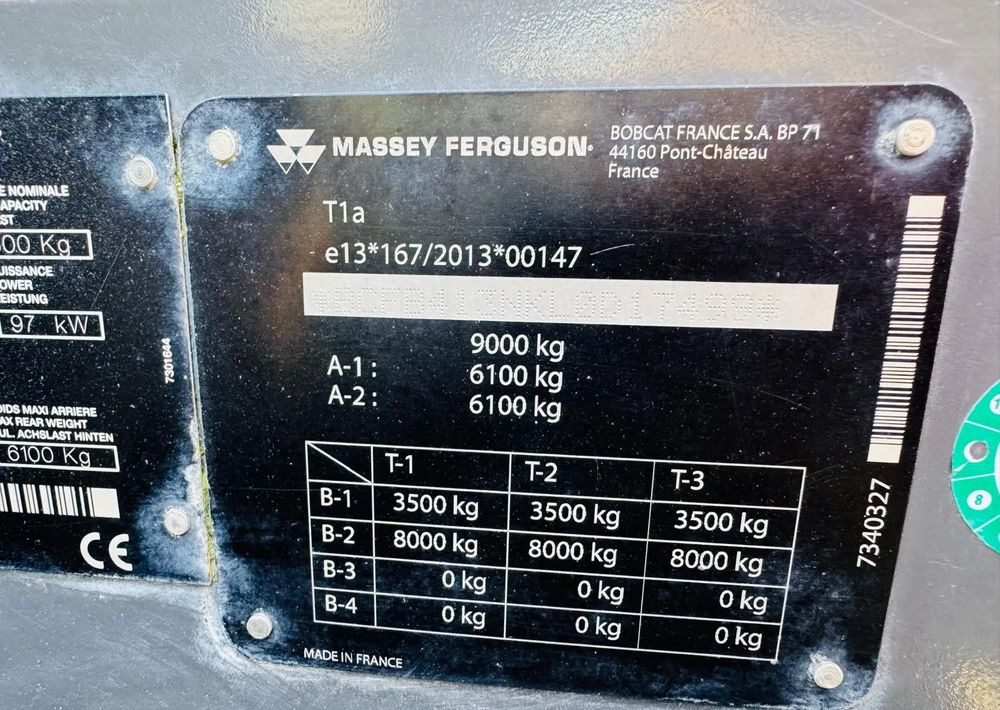 E NOMINALE
APACITY
ST
00 Kg
UISSANCE
OWER
EISTUNG
97 kW
7301644
OIDS MAXI ARRIERE
AX REAR WEIGHT
UL. ACHSLAST HINTEN
6100 Kg
CE
MASSEY FERGUSON
BOBCAT FRANCE S.A. BP 71
44160 Pont-Château
France
T1a
e13*167/2013*00147
9000 kg
A-1 : 6100 kg
A-2 : 6100 kg
T-1 T-2 T-3
B-1 3500 kg 3500 kg 3500 kg
B-2 8000 kg 8000 kg 8000 kg
B-3 0 kg 0 kg 0 kg
B-4 0 kg 0 kg 0 kg
MADE IN FRANCE
7340327
8